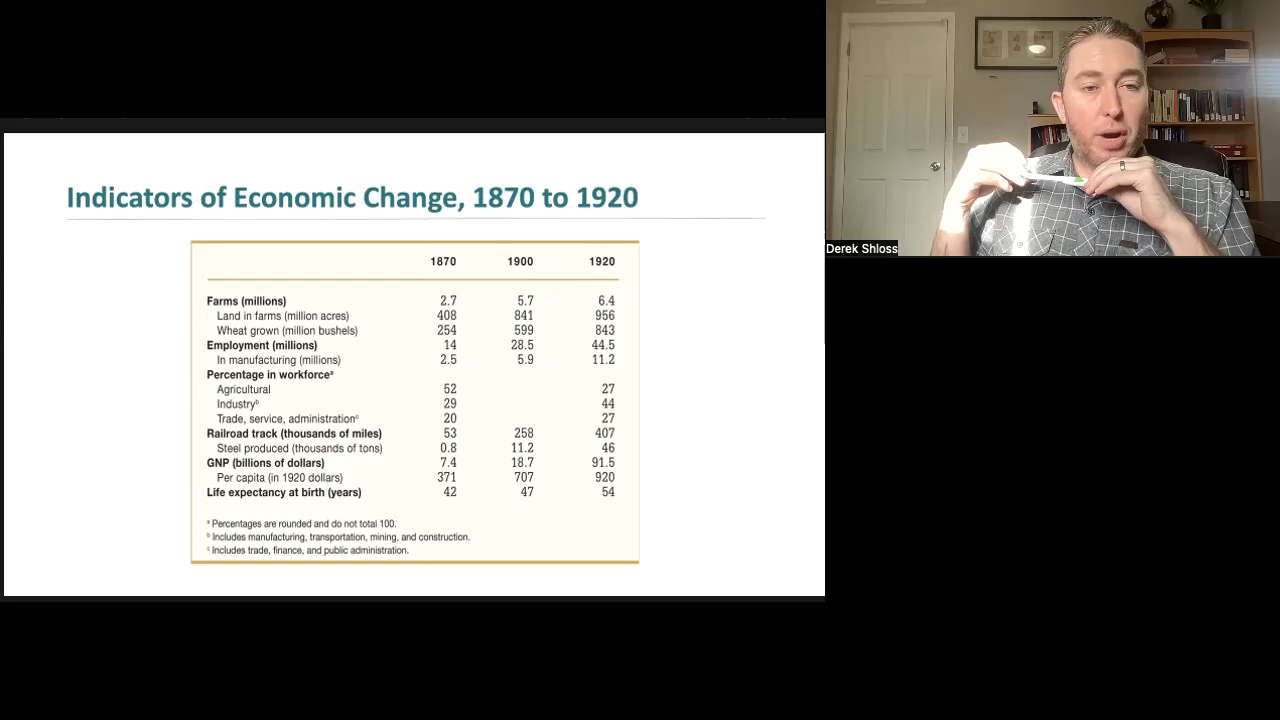 Indicators of Economic Change, 1870 to 1920
1870 1900 1920
Farms (millions) 2.7 5.7 6.4
Land in farms (million acres) 408 841 956
Wheat grown (million bushels) 254 599 843
Employment (millions) 14 28.5 44.5
In manufacturing (millions) 2.5 5.9 11.2
Percentage in workforceᵃ
Agricultural 52 27
Industryᵇ 29 44
Trade, service, administrationᶜ 20 27
Railroad track (thousands of miles) 53 258 407
Steel produced (thousands of tons) 0.8 11.2 46
GNP (billions of dollars) 7.4 18.7 91.5
Per capita (in 1920 dollars) 371 707 920
Life expectancy at birth (years) 42 47 54
ᵃ Percentages are rounded and do not total 100.
ᵇ Includes manufacturing, transportation, mining, and construction.
ᶜ Includes trade, finance, and public administration.
Derek Shloss